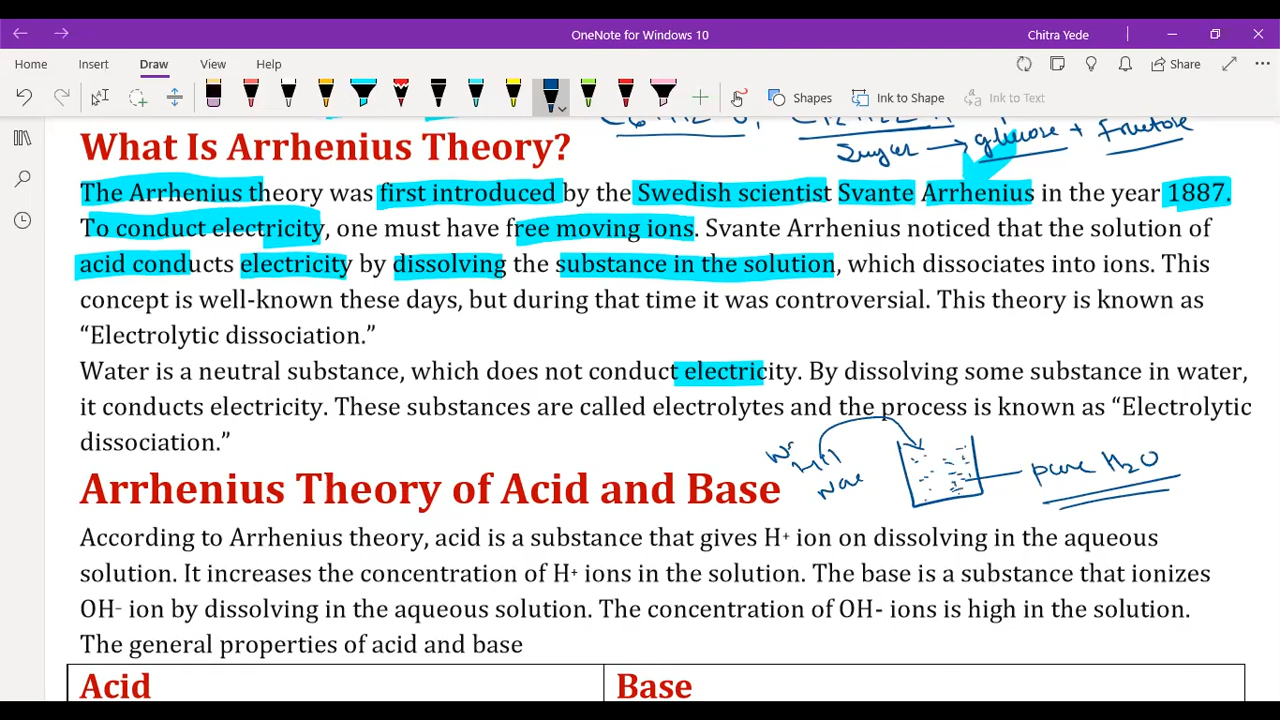 OneNote for Windows 10
Chitra Yede
Home Insert Draw View Help
Share
Shapes Ink to Shape Ink to Text
What Is Arrhenius Theory?
Sugar → glucose + fructose
The Arrhenius theory was first introduced by the Swedish scientist Svante Arrhenius in the year 1887.
To conduct electricity, one must have free moving ions. Svante Arrhenius noticed that the solution of
acid conducts electricity by dissolving the substance in the solution, which dissociates into ions. This
concept is well-known these days, but during that time it was controversial. This theory is known as
“Electrolytic dissociation.”
Water is a neutral substance, which does not conduct electricity. By dissolving some substance in water,
it conducts electricity. These substances are called electrolytes and the process is known as “Electrolytic
dissociation.”
pure H2O
Arrhenius Theory of Acid and Base
According to Arrhenius theory, acid is a substance that gives H+ ion on dissolving in the aqueous
solution. It increases the concentration of H+ ions in the solution. The base is a substance that ionizes
OH- ion by dissolving in the aqueous solution. The concentration of OH- ions is high in the solution.
The general properties of acid and base
Acid Base